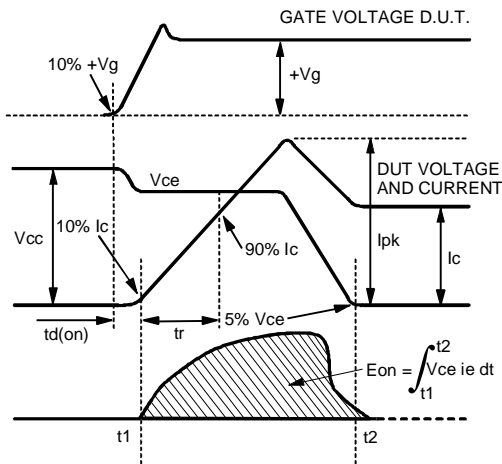 GATE VOLTAGE D.U.T.
10% +Vg
+Vg
Vce
DUT VOLTAGE
AND CURRENT
10% Ic
Vcc
90% Ic
Ipk
Ic
td(on)
tr
5% Vce
Eon = ∫ Vce ie dt
t2
t1
t1
t2